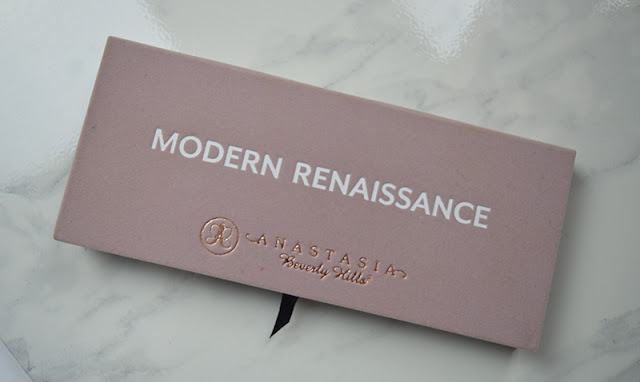 MODERN RENAISSANCE
ANASTASIA
Beverly Hills